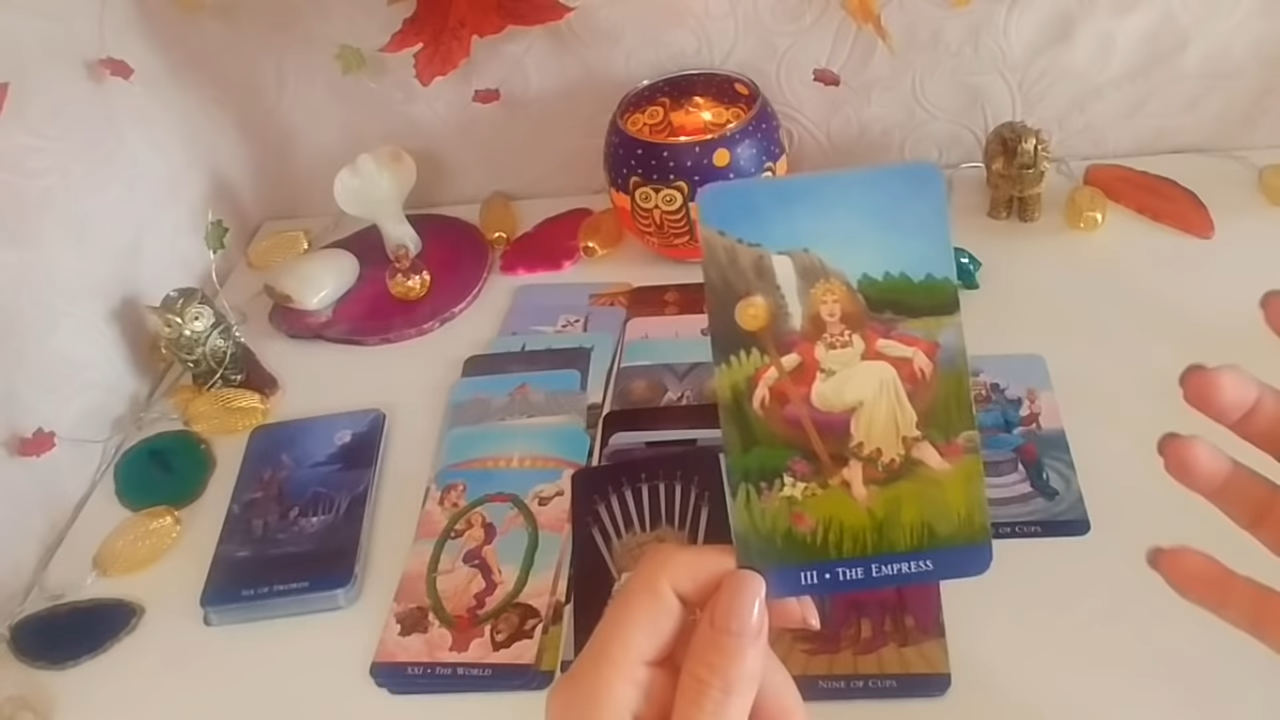 III • THE EMPRESS
OF CUPS
SIX OF SWORDS
XXI • THE WORLD
NINE OF CUPS